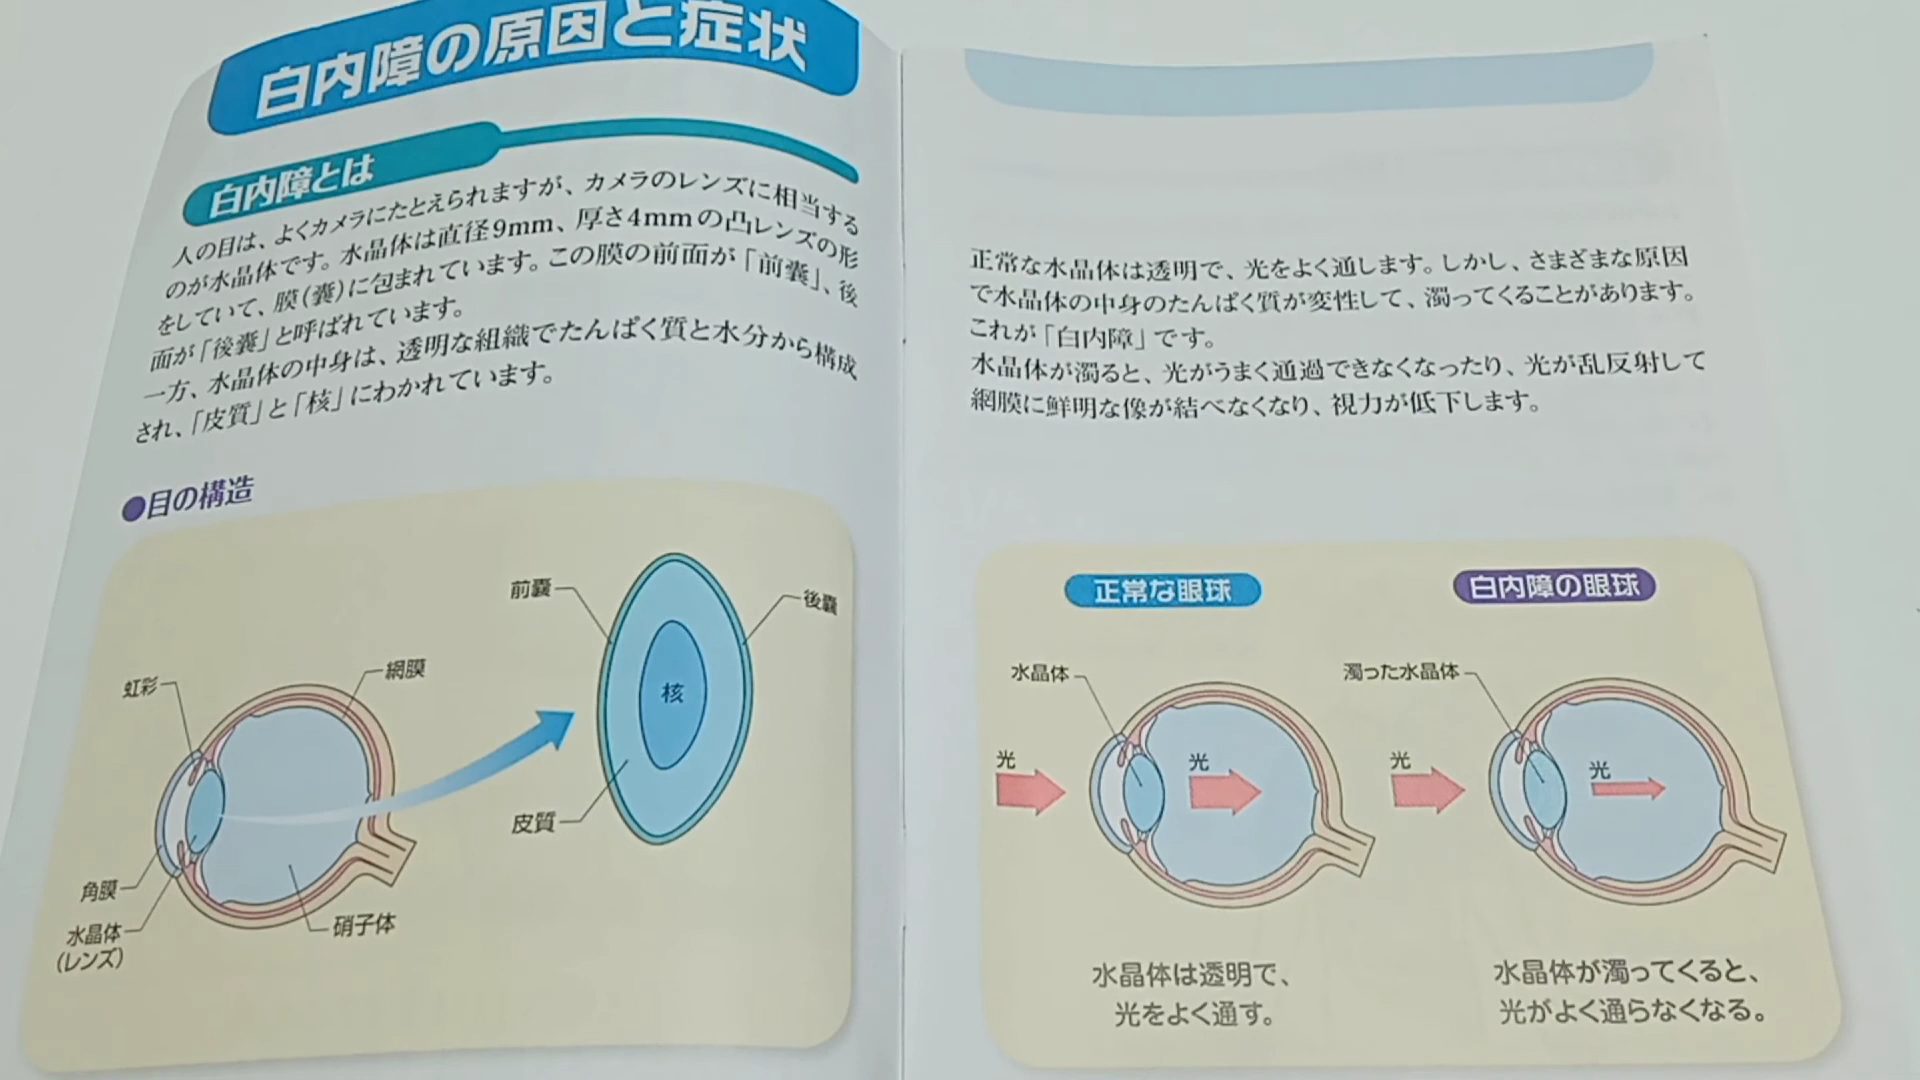 白内障の原因と症状
白内障とは
人の目は、よくカメラにたとえられますが、カメラのレンズに相当する
のが水晶体です。水晶体は直径9mm、厚さ4mmの凸レンズの形
をしていて、膜(嚢)に包まれています。この膜の前面が「前嚢」、後
面が「後嚢」と呼ばれています。
一方、水晶体の中身は、透明な組織でたんぱく質と水分から構成
され、「皮質」と「核」にわかれています。
●目の構造
前嚢
後嚢
核
皮質
虹彩
網膜
角膜
水晶体
(レンズ)
硝子体
正常な水晶体は透明で、光をよく通します。しかし、さまざまな原因
で水晶体の中身のたんぱく質が変性して、濁ってくることがあります。
これが「白内障」です。
水晶体が濁ると、光がうまく通過できなくなったり、光が乱反射して
網膜に鮮明な像が結べなくなり、視力が低下します。
正常な眼球
水晶体
光
光
水晶体は透明で、
光をよく通す。
白内障の眼球
濁った水晶体
光
光
水晶体が濁ってくると、
光がよく通らなくなる。